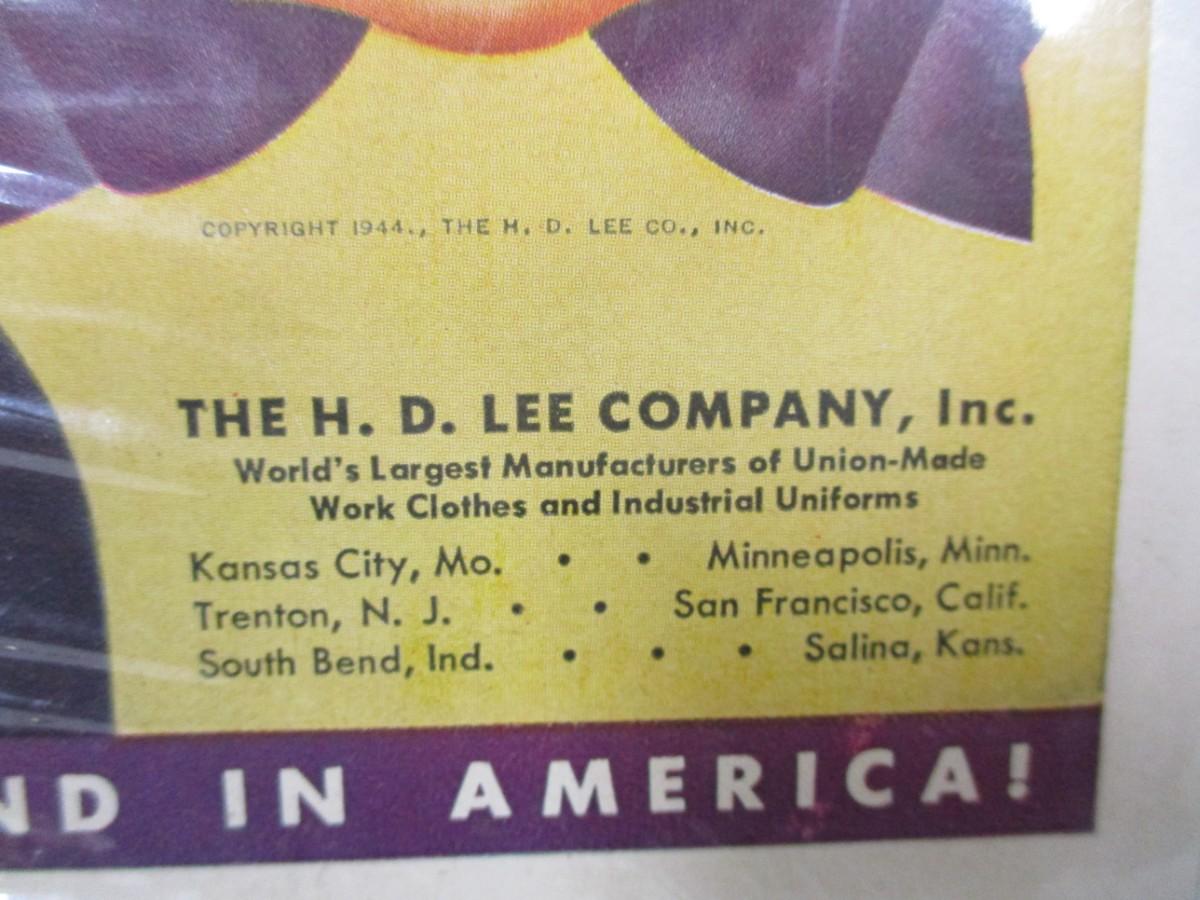 COPYRIGHT 1944., THE H. D. LEE CO., INC.
THE H. D. LEE COMPANY, Inc.
World's Largest Manufacturers of Union-Made
Work Clothes and Industrial Uniforms
Kansas City, Mo. • • Minneapolis, Minn.
Trenton, N. J. • • San Francisco, Calif.
South Bend, Ind. • • • Salina, Kans.
IN AMERICA!